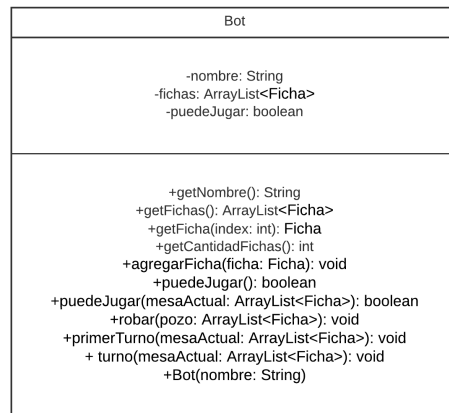 Bot
-nombre: String
-fichas: ArrayList<Ficha>
-puedeJugar: boolean
+getNombre(): String
+getFichas(): ArrayList<Ficha>
+getFicha(index: int): Ficha
+getCantidadFichas(): int
+agregarFicha(ficha: Ficha): void
+puedeJugar(): boolean
+puedeJugar(mesaActual: ArrayList<Ficha>): boolean
+robar(pozo: ArrayList<Ficha>): void
+primerTurno(mesaActual: ArrayList<Ficha>): void
+ turno(mesaActual: ArrayList<Ficha>): void
+Bot(nombre: String)